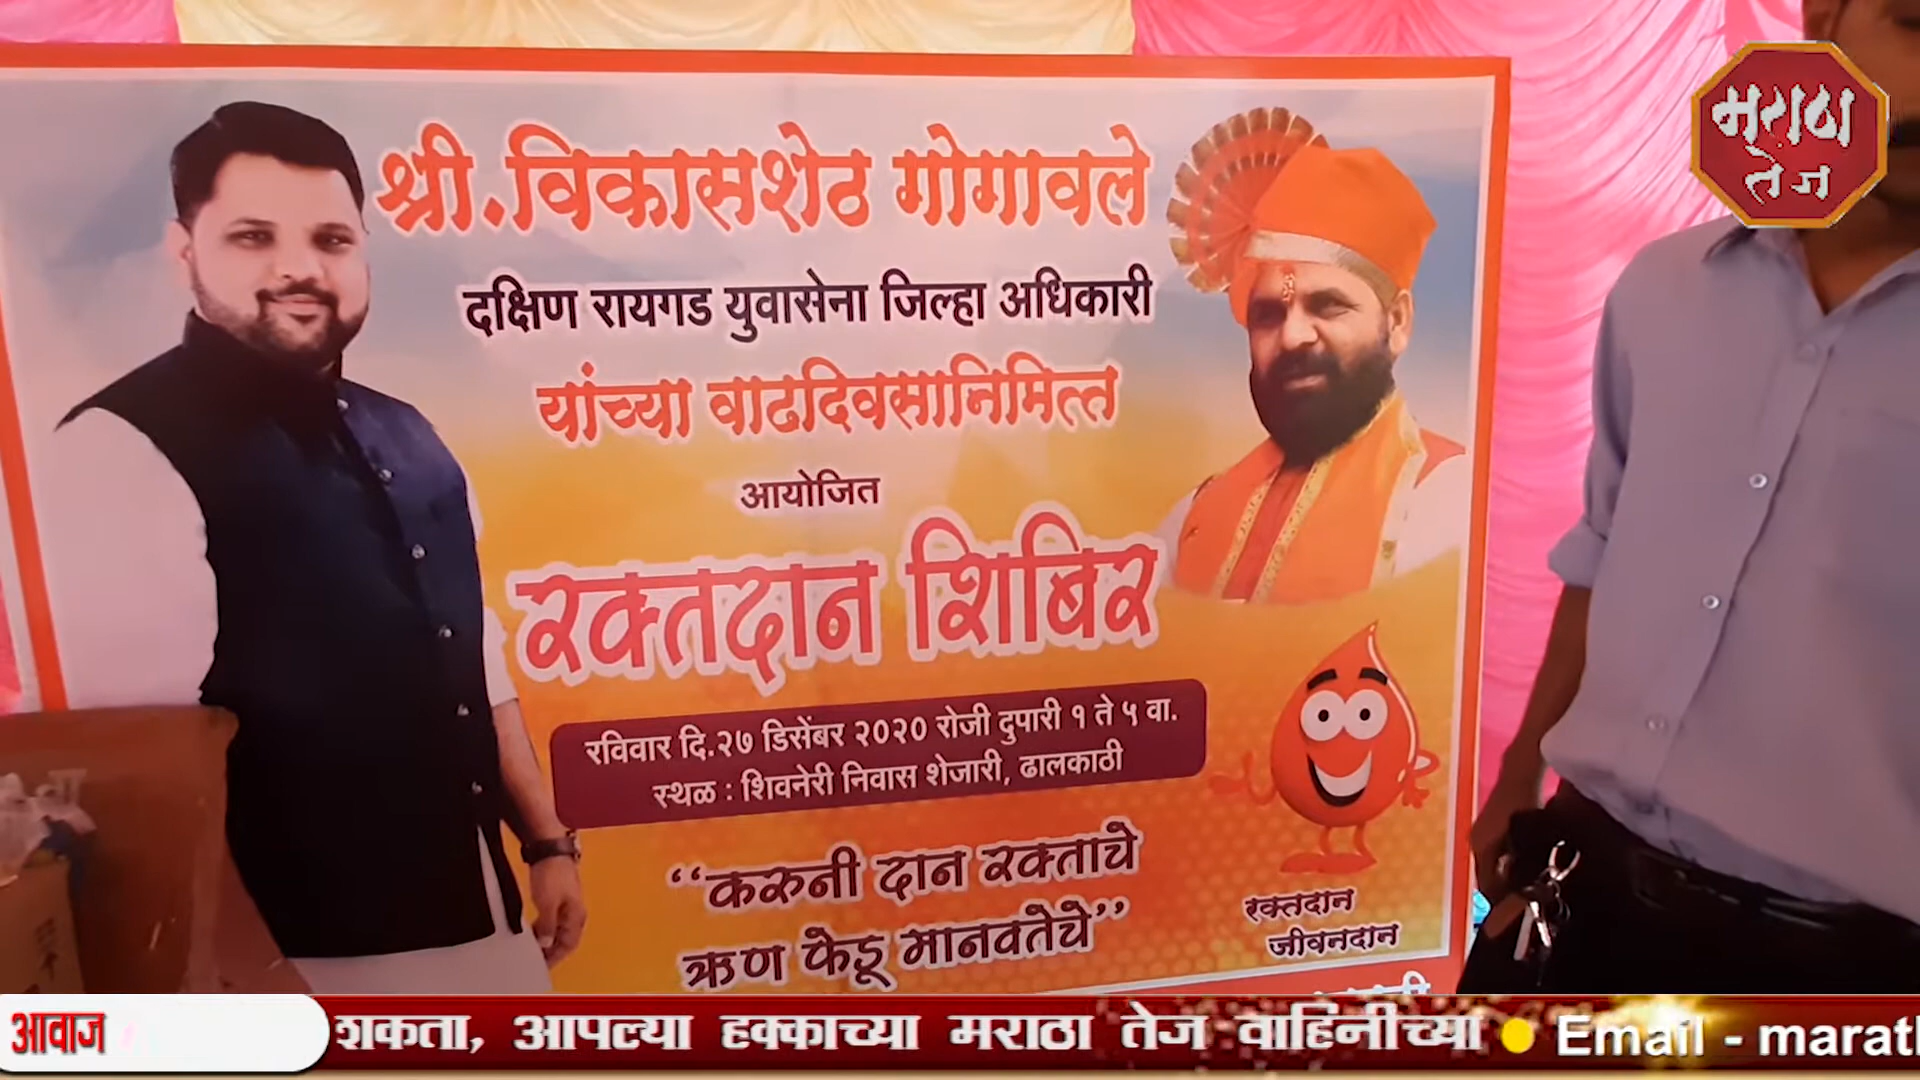 श्री.विकासशेठ गोगावले
दक्षिण रायगड युवासेना जिल्हा अधिकारी
यांच्या वाढदिवसानिमित्त
आयोजित
रक्तदान शिबिर
रविवार दि.२७ डिसेंबर २०२० रोजी दुपारी १ ते ५ वा.
स्थळ : शिवनेरी निवास शेजारी, ढालकाठी
“करुनी दान रक्ताचे
ऋण फेडू मानवतेचे”
रक्तदान
जीवनदान
मराठा
तेज
आवाज
शकता, आपल्या हक्काच्या मराठा तेज वाहिनीच्या Email - marath